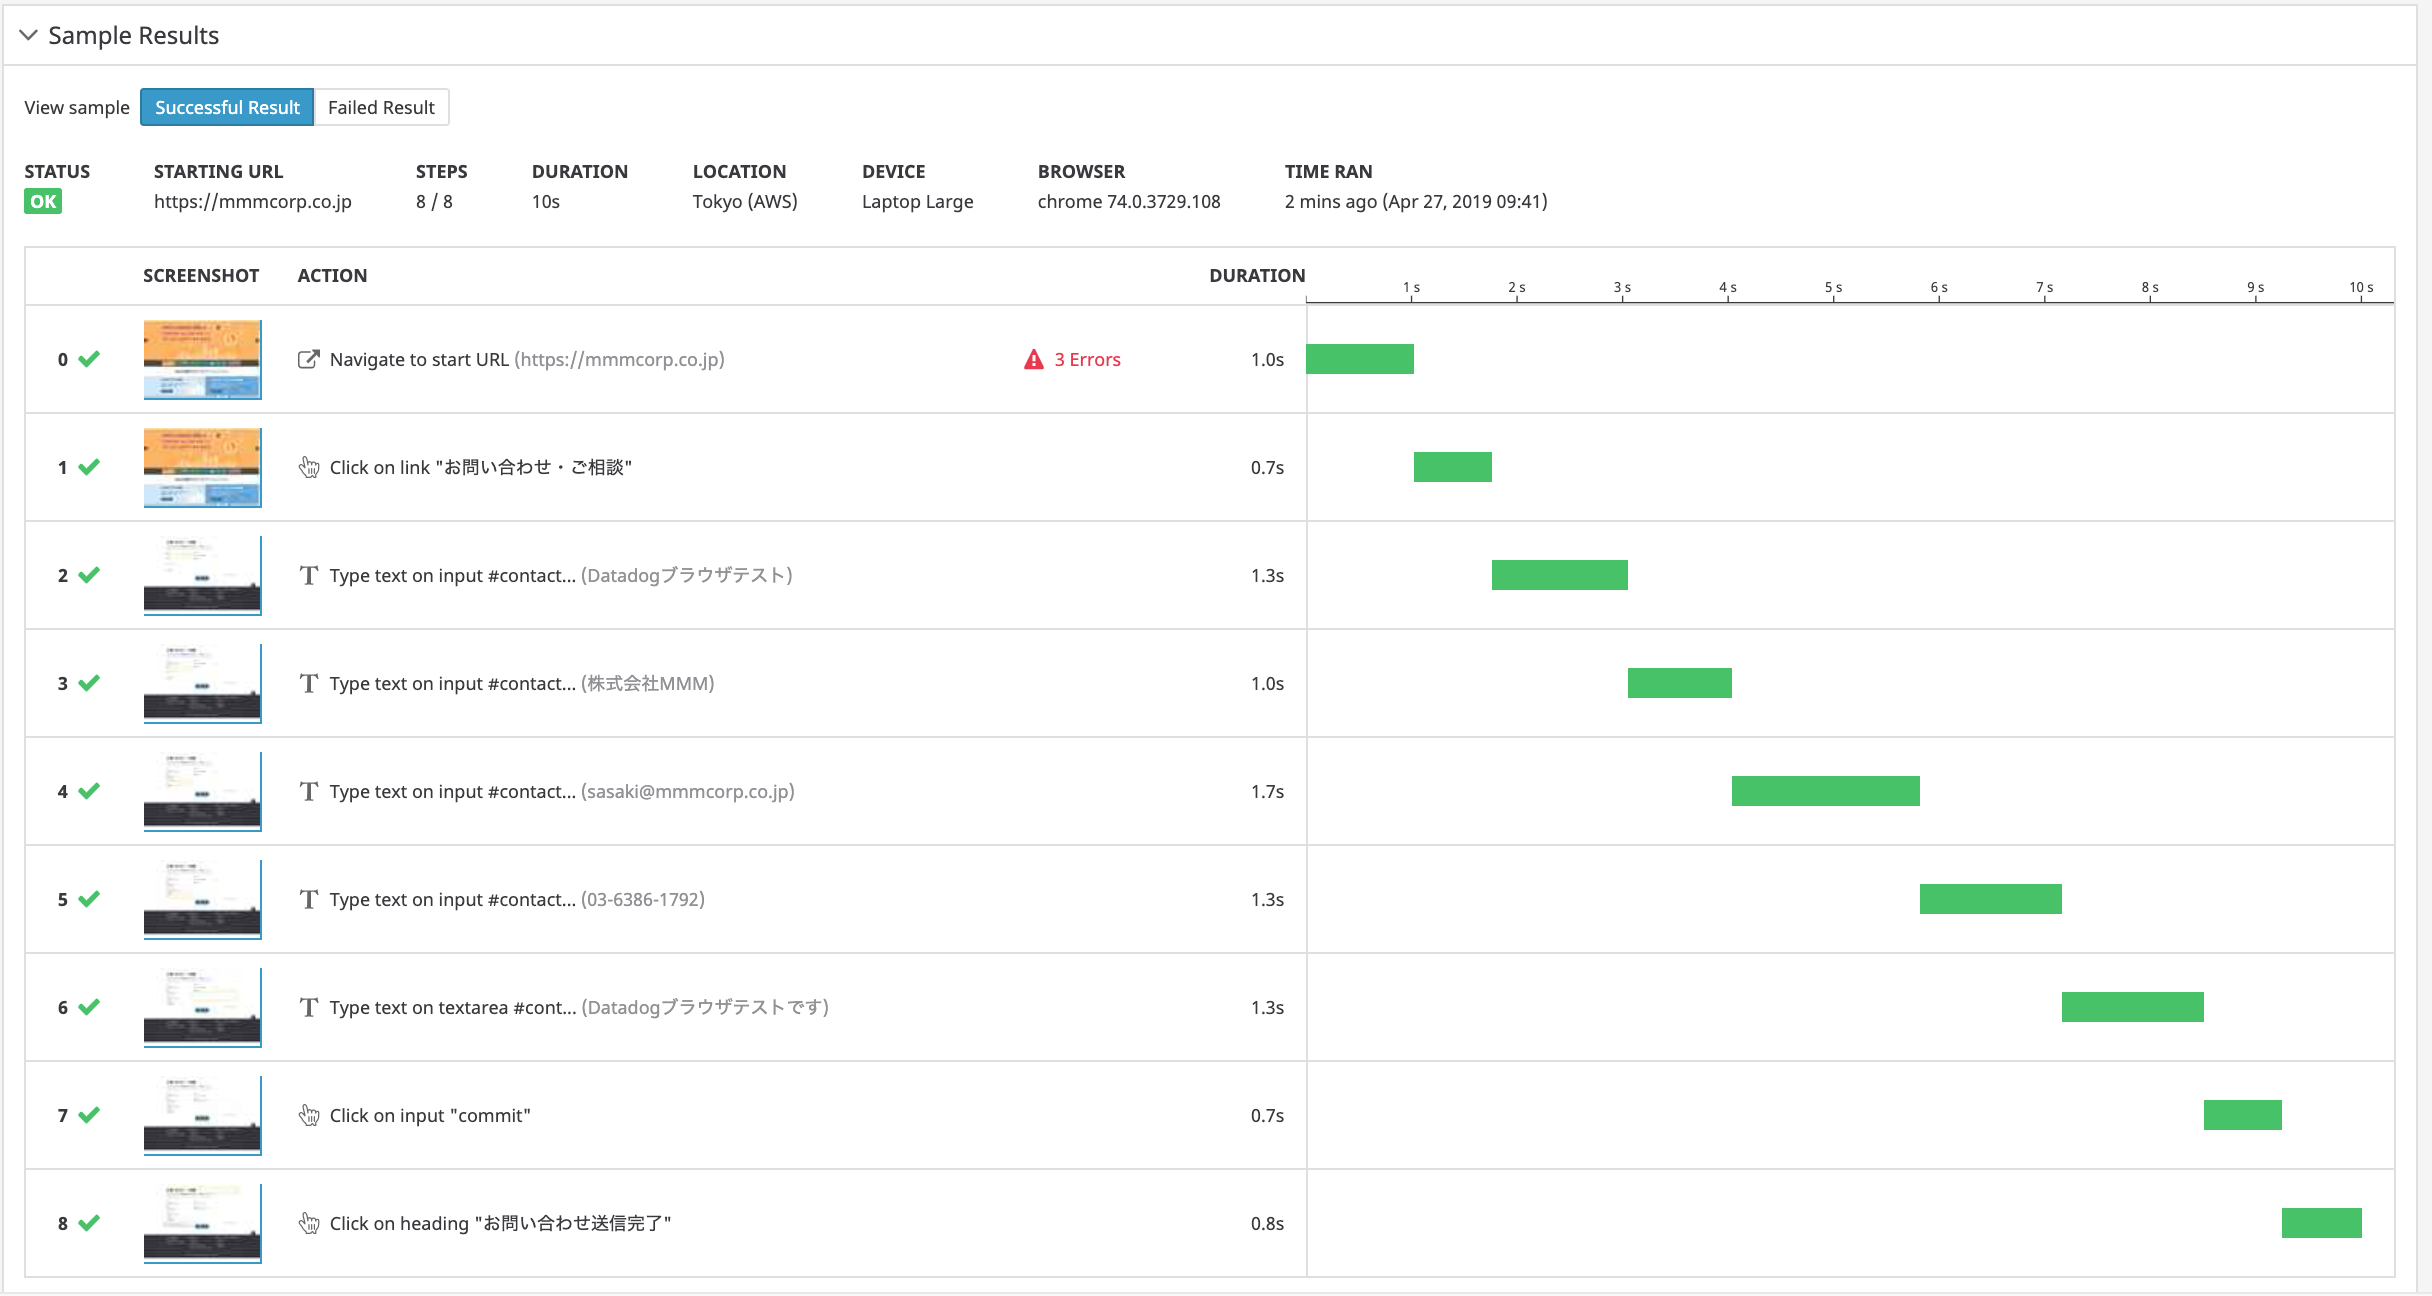 Sample Results
View sample Successful Result Failed Result
STATUS STARTING URL STEPS DURATION LOCATION DEVICE BROWSER TIME RAN
OK https://mmmcorp.co.jp 8 / 8 10s Tokyo (AWS) Laptop Large chrome 74.0.3729.108 2 mins ago (Apr 27, 2019 09:41)
SCREENSHOT ACTION DURATION 1 s 2 s 3 s 4 s 5 s 6 s 7 s 8 s 9 s 10 s
0 Navigate to start URL (https://mmmcorp.co.jp) 3 Errors 1.0s
1 Click on link "お問い合わせ・ご相談" 0.7s
2 Type text on input #contact... (Datadogブラウザテスト) 1.3s
3 Type text on input #contact... (株式会社MMM) 1.0s
4 Type text on input #contact... (sasaki@mmmcorp.co.jp) 1.7s
5 Type text on input #contact... (03-6386-1792) 1.3s
6 Type text on textarea #cont... (Datadogブラウザテストです) 1.3s
7 Click on input "commit" 0.7s
8 Click on heading "お問い合わせ送信完了" 0.8s